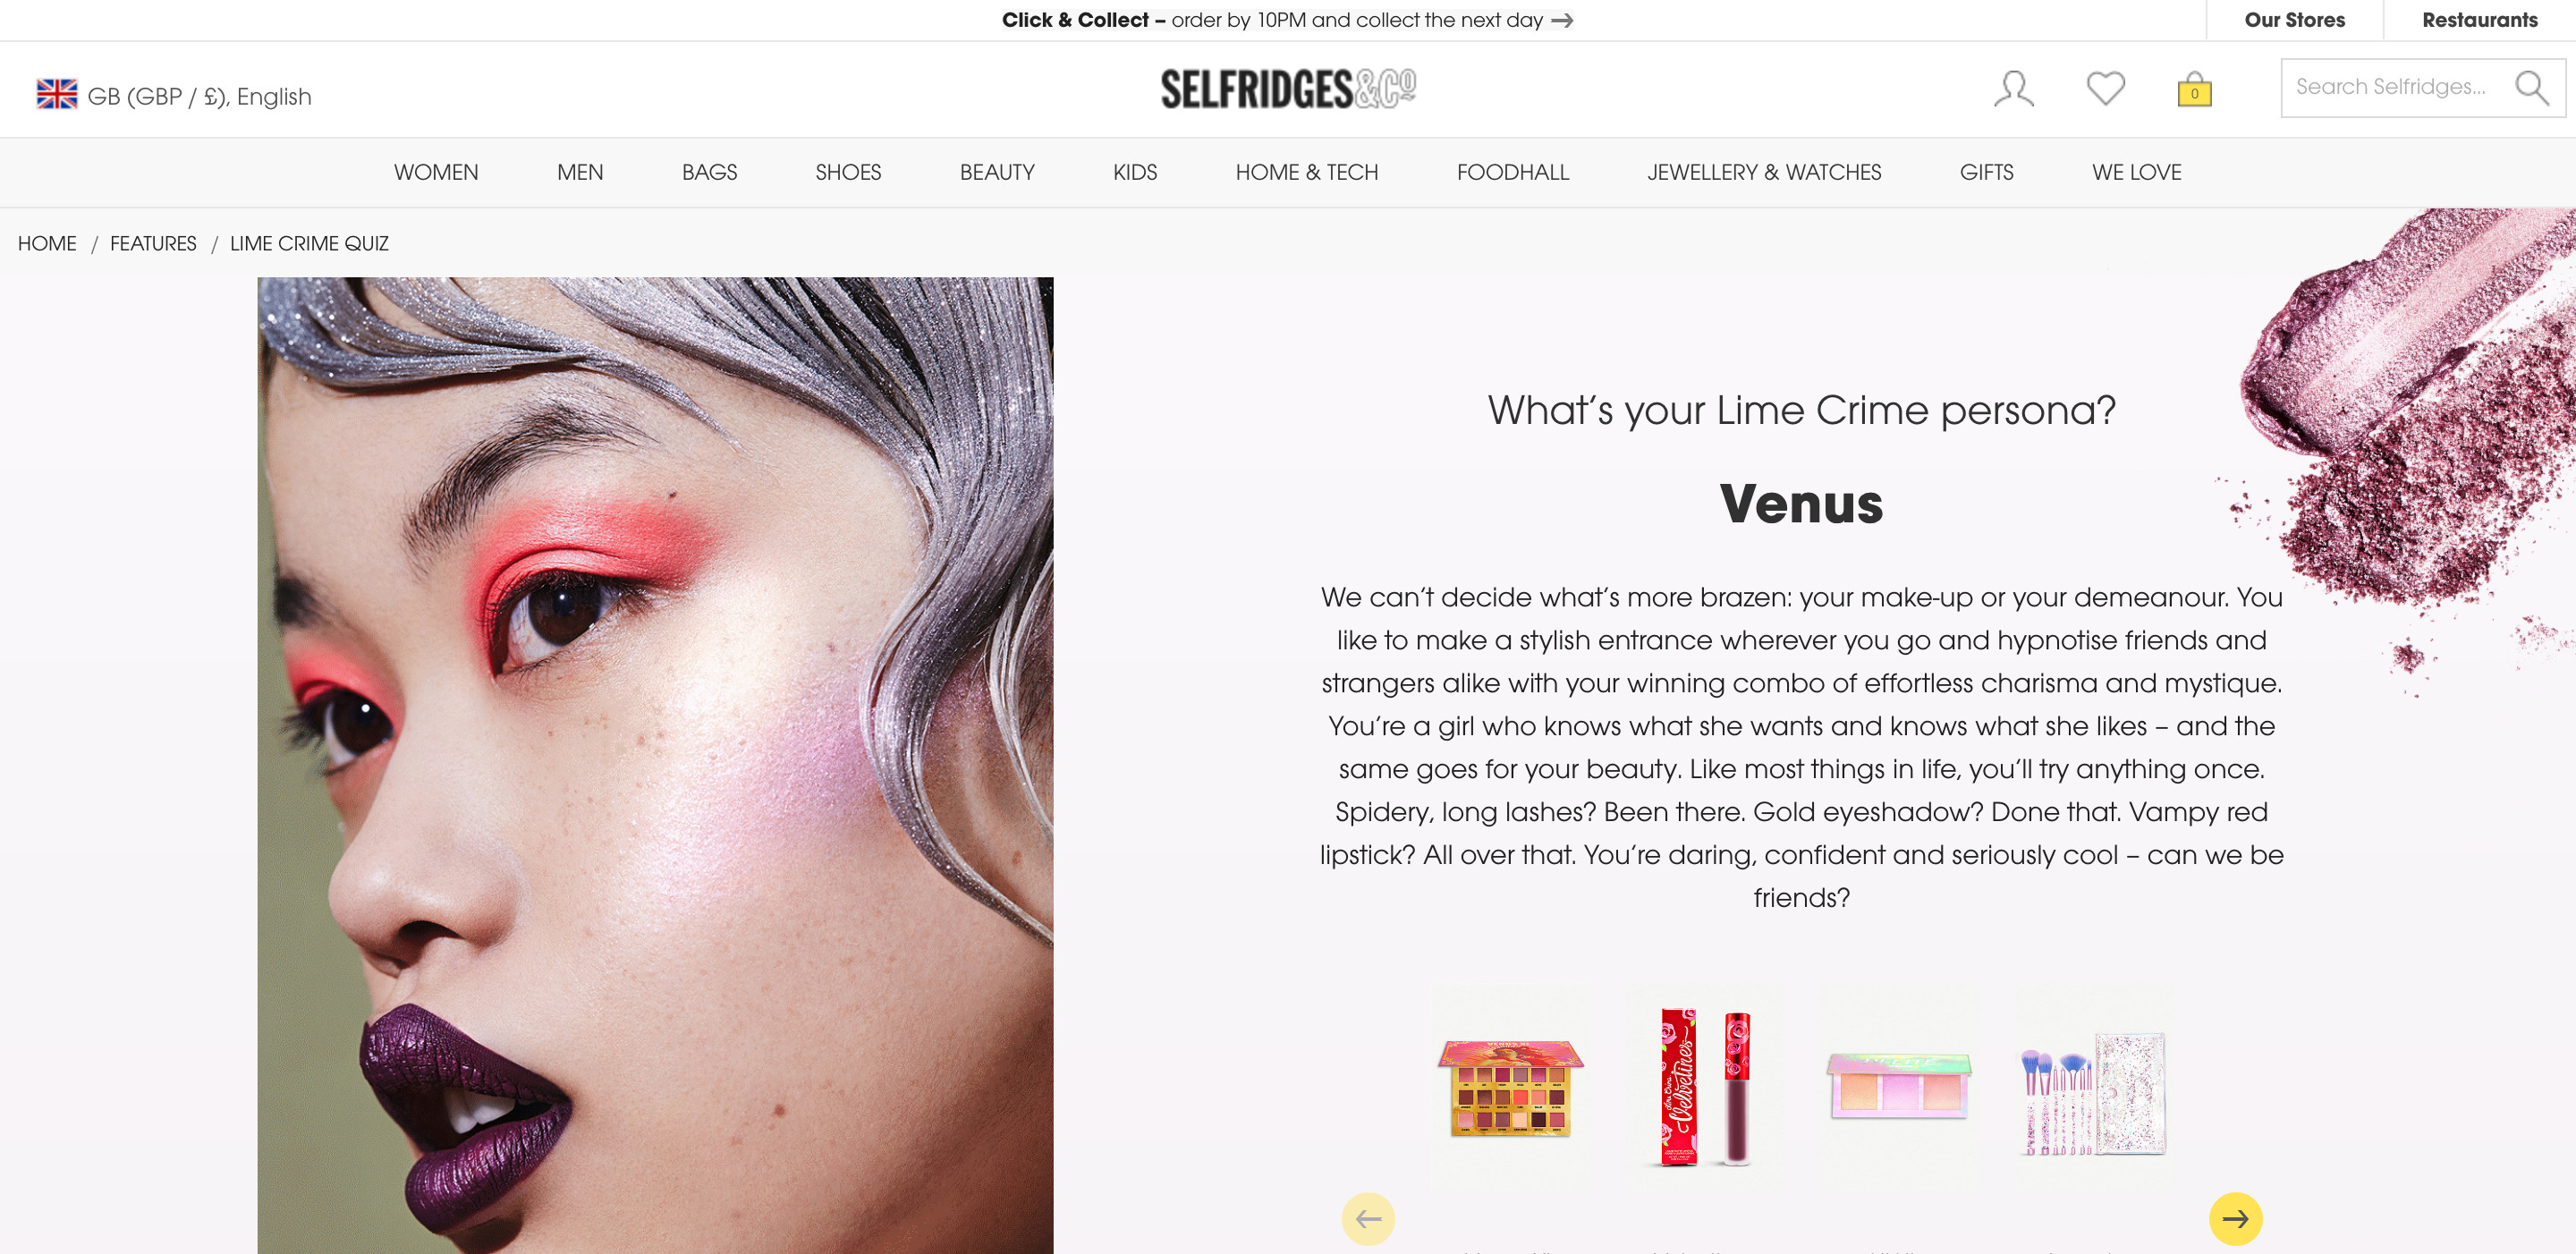 Click & Collect – order by 10PM and collect the next day →
Our Stores
Restaurants
GB (GBP / £), English
SELFRIDGES&Co
0
Search Selfridges...
WOMEN
MEN
BAGS
SHOES
BEAUTY
KIDS
HOME & TECH
FOODHALL
JEWELLERY & WATCHES
GIFTS
WE LOVE
HOME / FEATURES / LIME CRIME QUIZ
What's your Lime Crime persona?
Venus
We can't decide what's more brazen: your make-up or your demeanour. You
like to make a stylish entrance wherever you go and hypnotise friends and
strangers alike with your winning combo of effortless charisma and mystique.
You're a girl who knows what she wants and knows what she likes – and the
same goes for your beauty. Like most things in life, you'll try anything once.
Spidery, long lashes? Been there. Gold eyeshadow? Done that. Vampy red
lipstick? All over that. You're daring, confident and seriously cool – can we be
friends?
Lime Crime
Velvetines